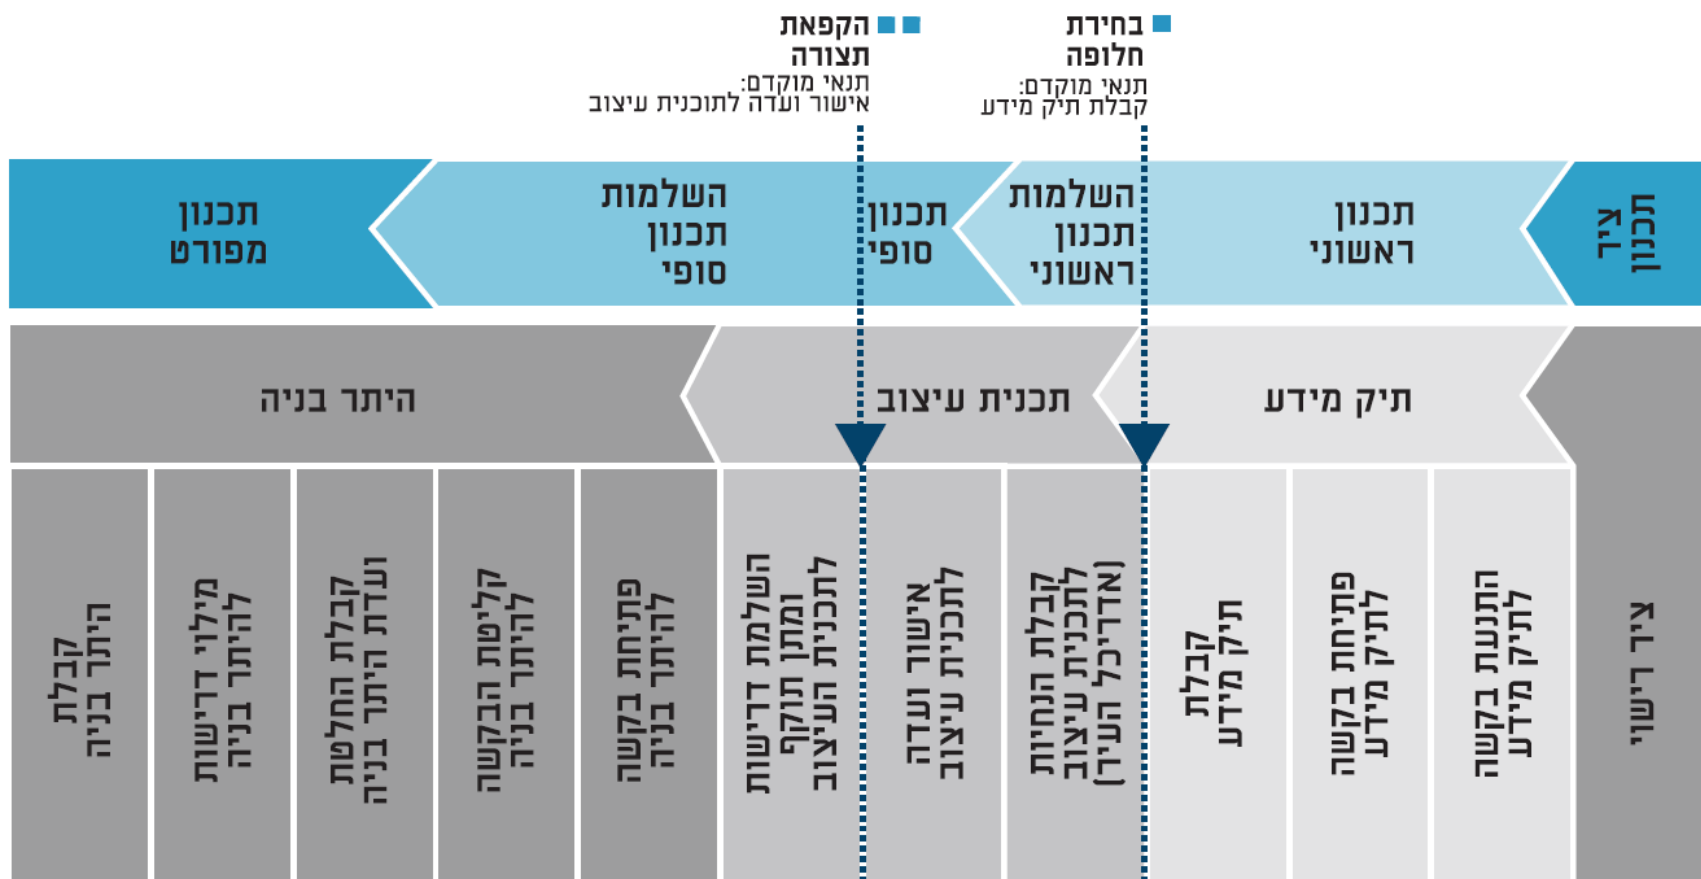 בחירת
חלופה
תנאי מוקדם:
קבלת תיק מידע
הקפאת
תצורה
תנאי מוקדם:
אישור ועדה לתוכנית עיצוב
ציר
תכנון
תכנון
ראשוני
השלמות
תכנון
ראשוני
תכנון
סופי
השלמות
תכנון
סופי
תכנון
מפורט
ציר רישוי
תיק מידע
תכנית עיצוב
היתר בניה
התנעת בקשה
לתיק מידע
פתיחת בקשה
לתיק מידע
קבלת
תיק מידע
קבלת הנחיות
לתכנית עיצוב
(אדריכל העיר)
אישור ועדה
לתכנית עיצוב
השלמת דרישות
ומתן תוקף
לתכנית העיצוב
פתיחת בקשה
להיתר בניה
קליטת הבקשה
להיתר בניה
קבלת החלטת
ועדת היתר בניה
מילוי דרישות
להיתר בניה
קבלת
היתר בניה